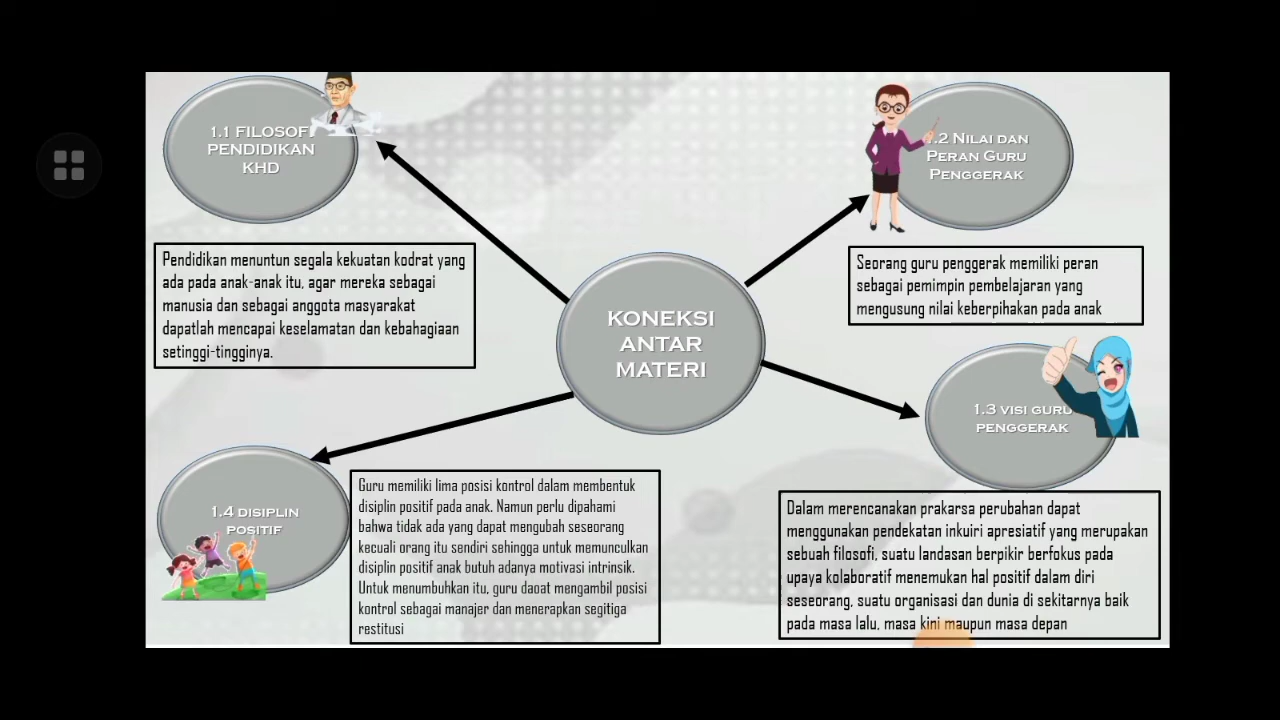 1.1 FILOSOFI
PENDIDIKAN
KHD
1.2 NILAI DAN
PERAN GURU
PENGGERAK
Pendidikan menuntun segala kekuatan kodrat yang
ada pada anak-anak itu, agar mereka sebagai
manusia dan sebagai anggota masyarakat
dapatlah mencapai keselamatan dan kebahagiaan
setinggi-tingginya.
Seorang guru penggerak memiliki peran
sebagai pemimpin pembelajaran yang
mengusung nilai keberpihakan pada anak
KONEKSI
ANTAR
MATERI
1.3 VISI GURU
PENGGERAK
1.4 DISIPLIN
POSITIF
Guru memiliki lima posisi kontrol dalam membentuk
disiplin positif pada anak. Namun perlu dipahami
bahwa tidak ada yang dapat mengubah seseorang
kecuali orang itu sendiri sehingga untuk memunculkan
disiplin positif anak butuh adanya motivasi intrinsik.
Untuk menumbuhkan itu, guru daoat mengambil posisi
kontrol sebagai manajer dan menerapkan segitiga
restitusi
Dalam merencanakan prakarsa perubahan dapat
menggunakan pendekatan inkuiri apresiatif yang merupakan
sebuah filosofi, suatu landasan berpikir berfokus pada
upaya kolaboratif menemukan hal positif dalam diri
seseorang, suatu organisasi dan dunia di sekitarnya baik
pada masa lalu, masa kini maupun masa depan